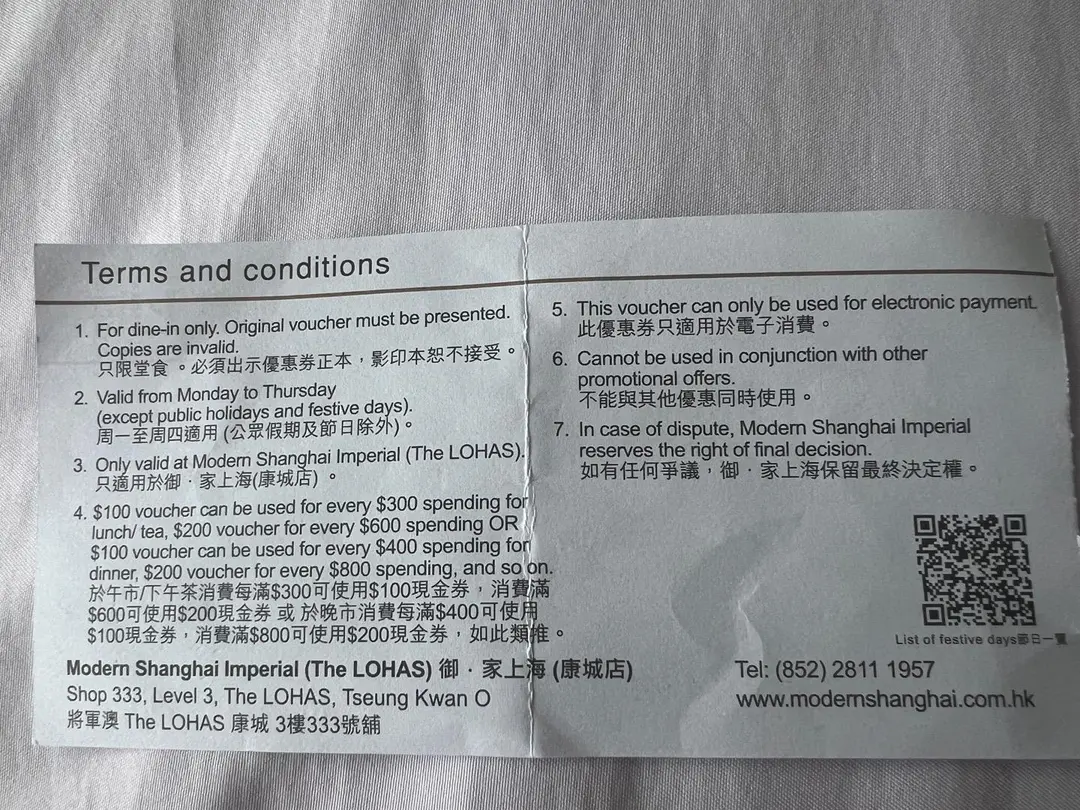 Terms and conditions
1. For dine-in only. Original voucher must be presented.
Copies are invalid.
只限堂食。必須出示優惠券正本，影印本恕不接受。
2. Valid from Monday to Thursday
(except public holidays and festive days).
周一至周四適用 (公眾假期及節日除外)。
3. Only valid at Modern Shanghai Imperial (The LOHAS).
只適用於御．家上海(康城店) 。
4. $100 voucher can be used for every $300 spending for
lunch/ tea, $200 voucher for every $600 spending OR
$100 voucher can be used for every $400 spending for
dinner, $200 voucher for every $800 spending, and so on.
於午市/下午茶消費每滿$300可使用$100現金券，消費滿
$600可使用$200現金券 或 於晚市消費每滿$400可使用
$100現金券，消費滿$800可使用$200現金券，如此類推。
5. This voucher can only be used for electronic payment.
此優惠券只適用於電子消費。
6. Cannot be used in conjunction with other
promotional offers.
不能與其他優惠同時使用。
7. In case of dispute, Modern Shanghai Imperial
reserves the right of final decision.
如有任何爭議，御．家上海保留最終決定權。
List of festive days節日一覽
Modern Shanghai Imperial (The LOHAS) 御．家上海 (康城店)
Shop 333, Level 3, The LOHAS, Tseung Kwan O
將軍澳 The LOHAS 康城 3樓333號舖
Tel: (852) 2811 1957
www.modernshanghai.com.hk